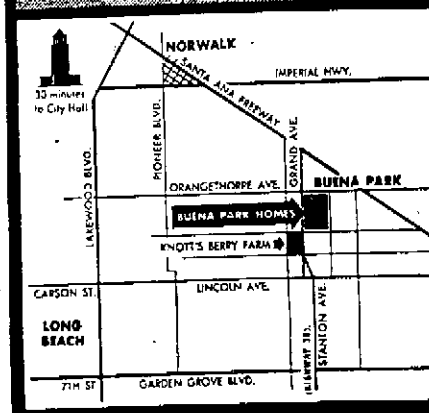 NORWALK
SANTA ANA FREEWAY
IMPERIAL HWY.
30 minutes
to City Hall
LAKEWOOD BLVD.
PIONEER BLVD.
GRAND AVE.
ORANGETHORPE AVE.
BUENA PARK
BUENA PARK HOMES
KNOTT'S BERRY FARM
CARSON ST.
LINCOLN AVE.
LONG
BEACH
STANTON AVE.
7TH ST.
GARDEN GROVE BLVD.